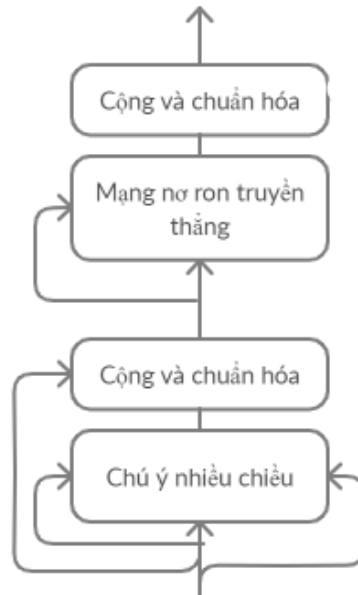 Cộng và chuẩn hóa
Mạng nơ ron truyền
thẳng
Cộng và chuẩn hóa
Chú ý nhiều chiều